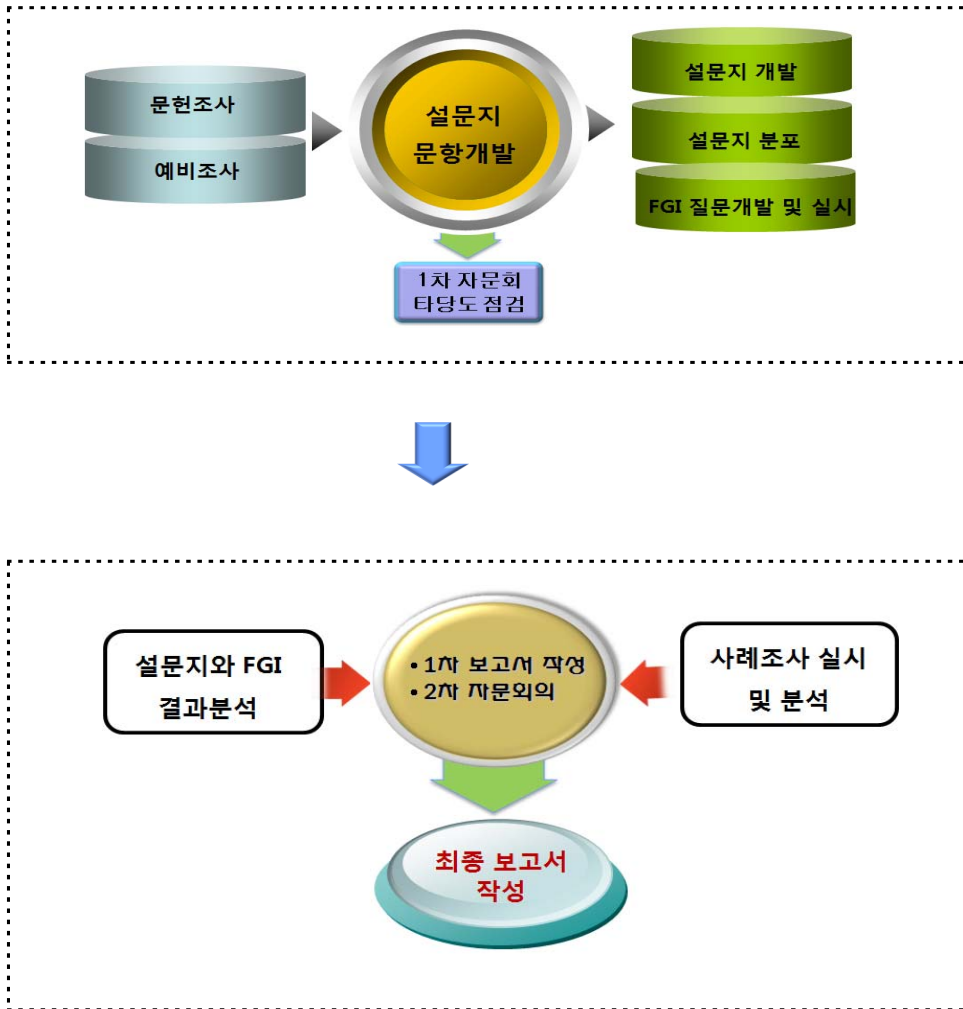 문헌조사
예비조사
설문지
문항개발
1차 자문회
타당도 점검
설문지 개발
설문지 분포
FGI 질문개발 및 실시
설문지와 FGI
결과분석
• 1차 보고서 작성
• 2차 자문회의
사례조사 실시
및 분석
최종 보고서
작성